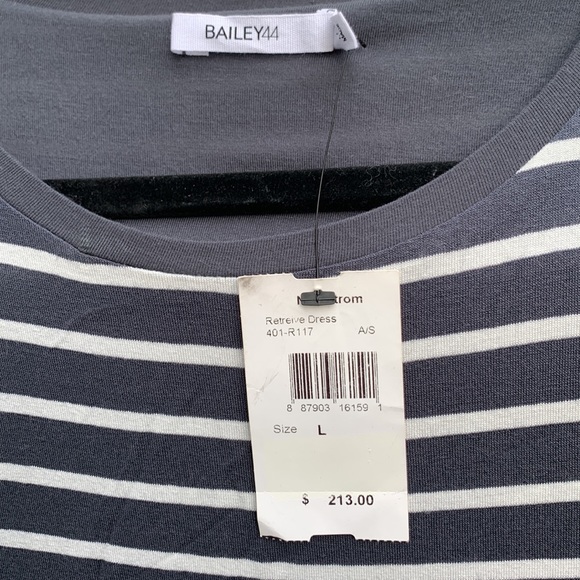 BAILEY44
L
Retreive Dress
401-R117 A/S
8 87903 16159 1
Size L
$ 213.00